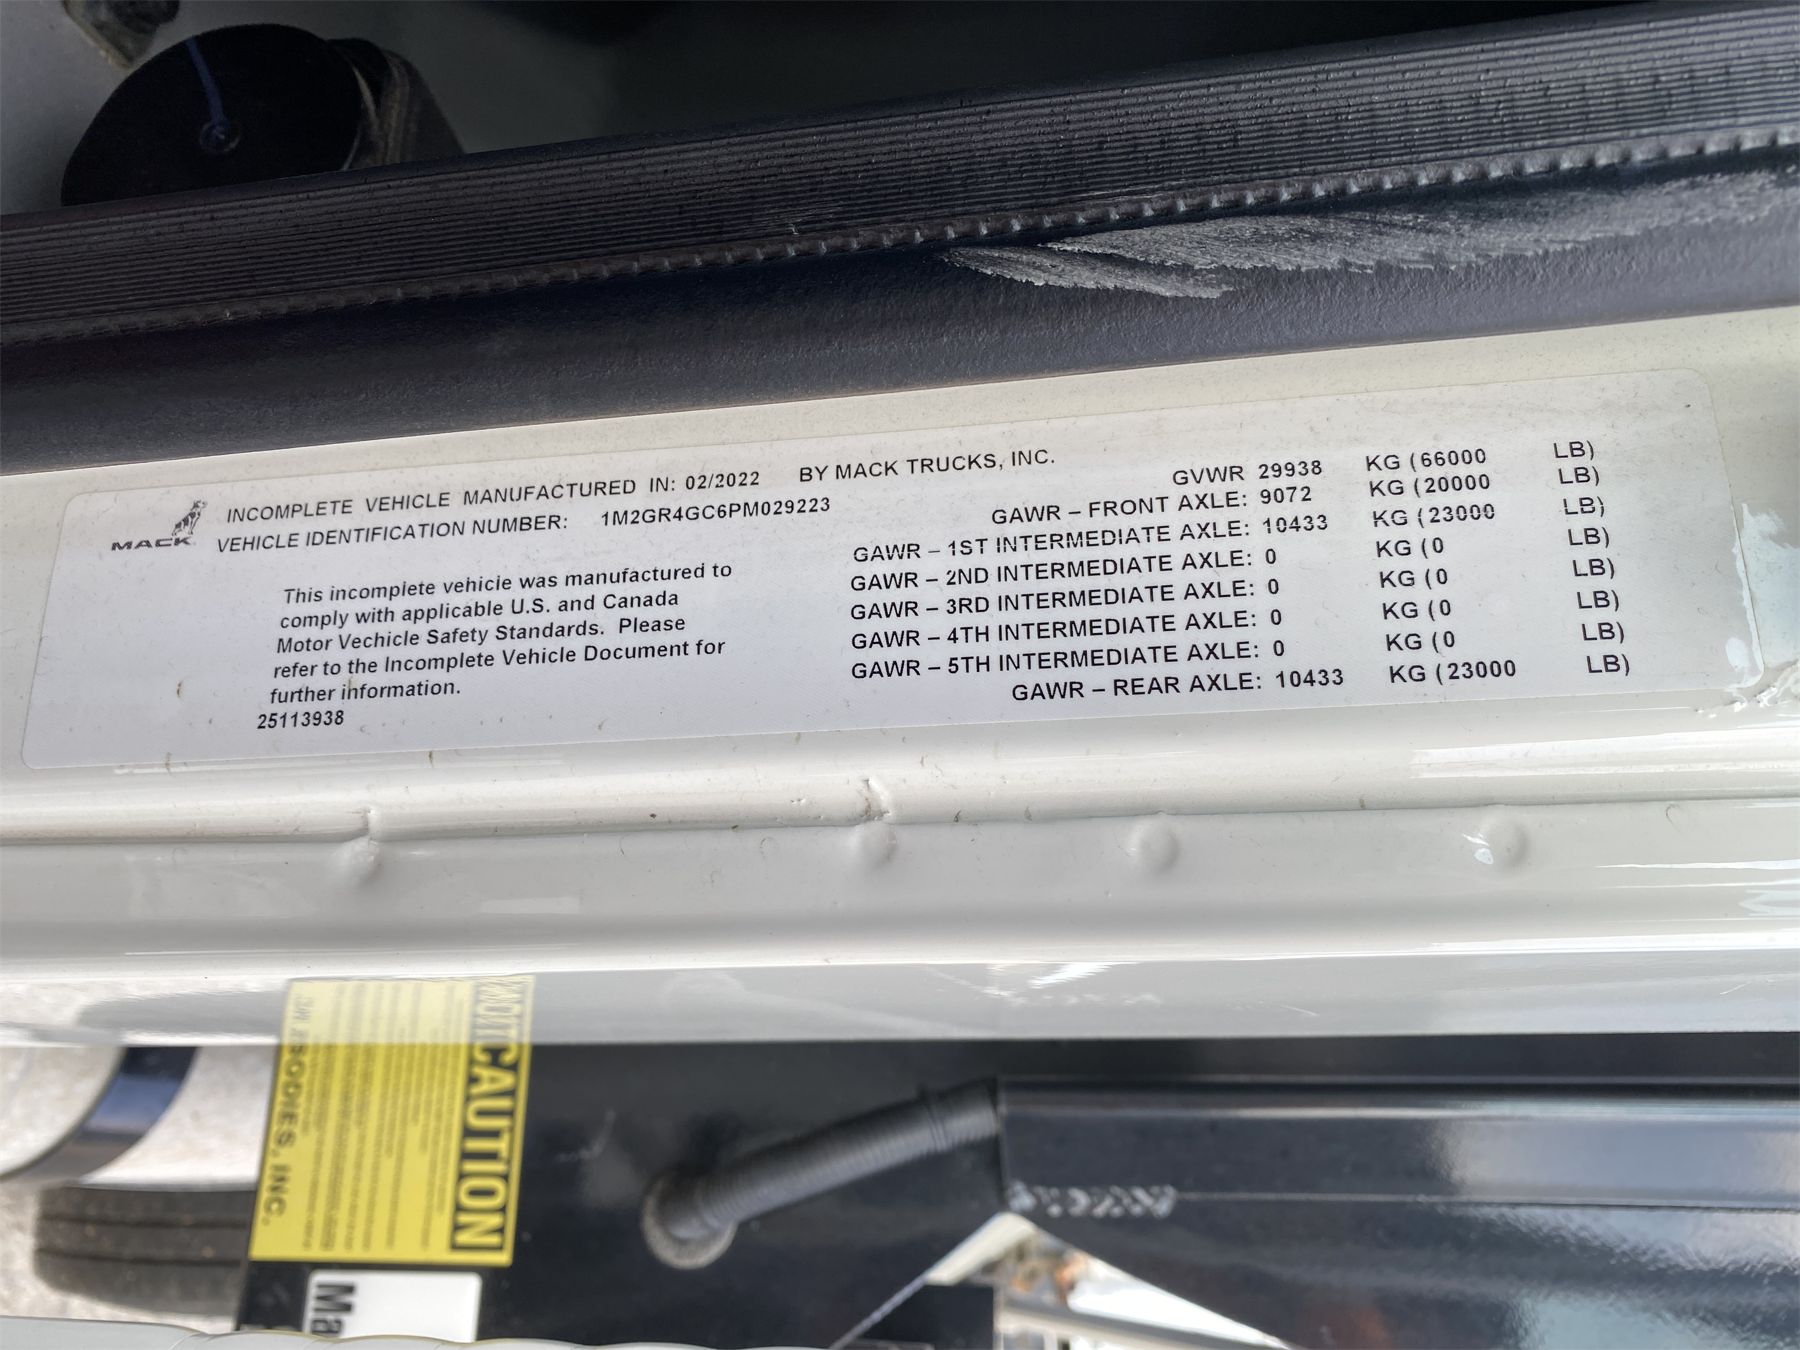 MACK
INCOMPLETE VEHICLE MANUFACTURED IN: 02/2022 BY MACK TRUCKS, INC.
VEHICLE IDENTIFICATION NUMBER: 1M2GR4GC6PM029223
This incomplete vehicle was manufactured to
comply with applicable U.S. and Canada
Motor Vechicle Safety Standards. Please
refer to the Incomplete Vehicle Document for
further information.
25113938
GVWR 29938 KG (66000 LB)
GAWR – FRONT AXLE: 9072 KG (20000 LB)
GAWR – 1ST INTERMEDIATE AXLE: 10433 KG (23000 LB)
GAWR – 2ND INTERMEDIATE AXLE: 0 KG (0 LB)
GAWR – 3RD INTERMEDIATE AXLE: 0 KG (0 LB)
GAWR – 4TH INTERMEDIATE AXLE: 0 KG (0 LB)
GAWR – 5TH INTERMEDIATE AXLE: 0 KG (0 LB)
GAWR – REAR AXLE: 10433 KG (23000 LB)
CAUTION
BODIES, INC.
Ma